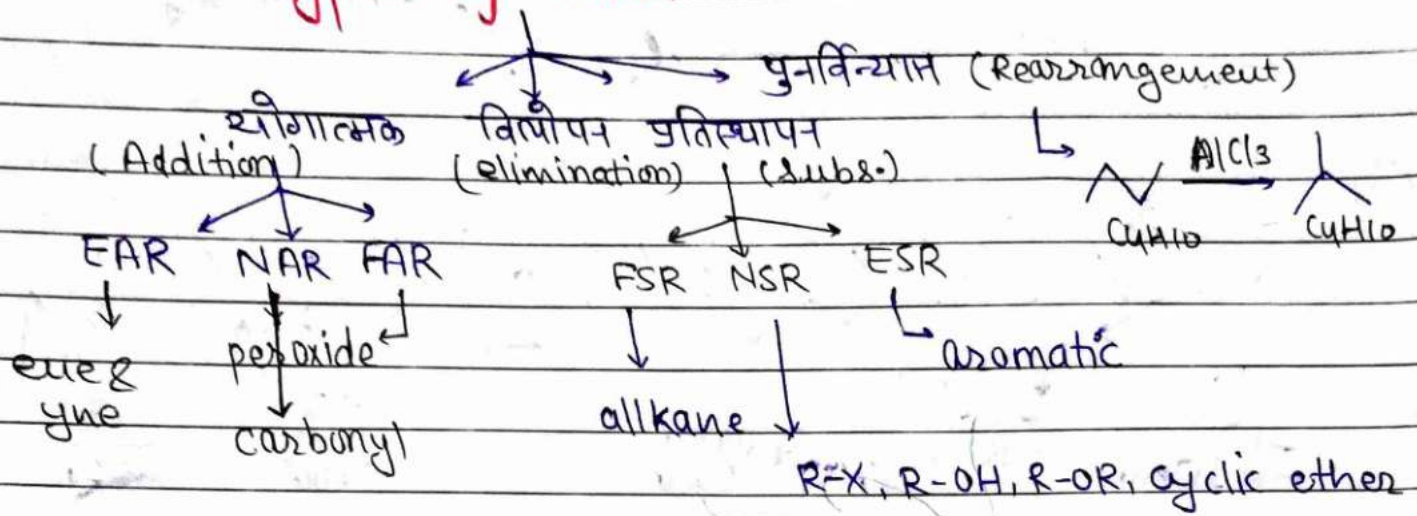 पुनर्विन्यास (Rearrangement)
योगात्मक विलोपन प्रतिस्थापन
(Addition) (elimination) (subs.)
AlCl3
C4H10 C4H10
EAR NAR FAR FSR NSR ESR
ene & yne
peroxide
carbonyl
allkane
aromatic
R-X, R-OH, R-OR, cyclic ether